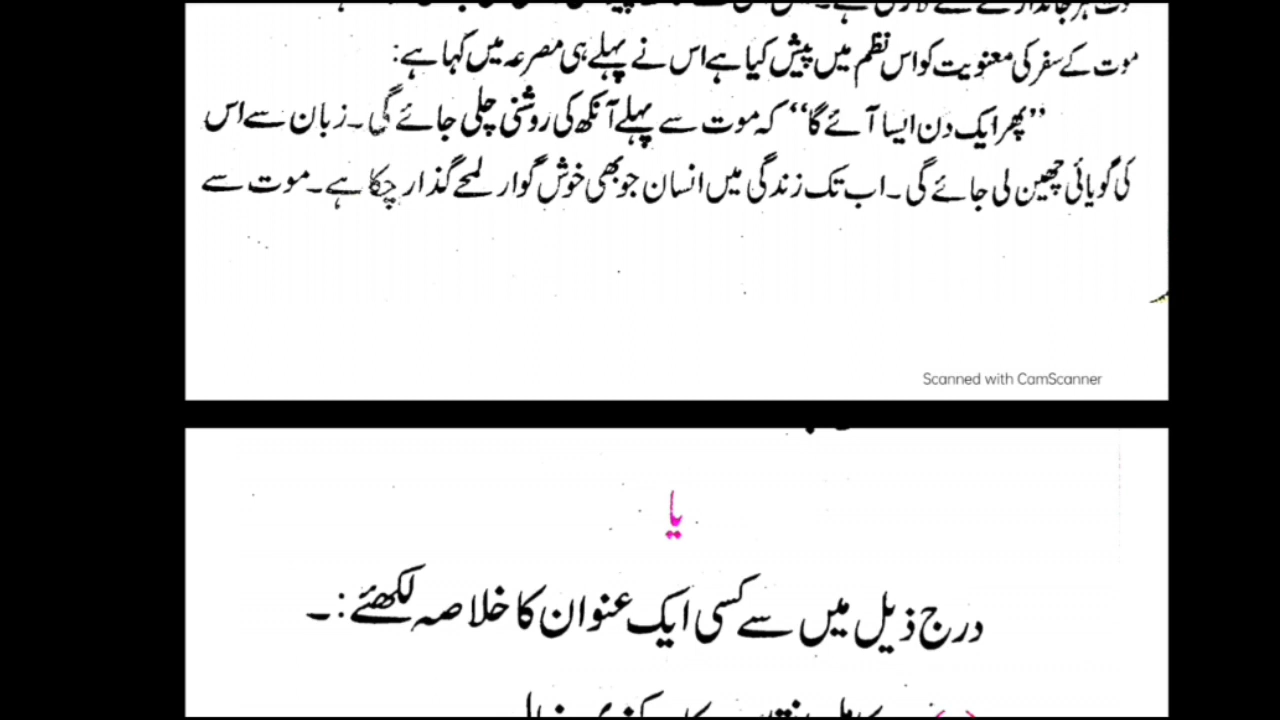 موت کے سفر کی معنویت کو اس نظم میں پیش کیا ہے اس نے پہلے ہی مصرعہ میں کہا ہے:
”پھر ایک دن ایسا آئے گا“ کہ موت سے پہلے آنکھ کی روشنی چلی جائے گی۔ زبان سے اس
کی گویائی چھین لی جائے گی۔ اب تک زندگی میں انسان جو بھی خوش گوار لمحے گذار چکا ہے۔ موت سے
Scanned with CamScanner
یا
درج ذیل میں سے کسی ایک عنوان کا خلاصہ لکھئے:۔